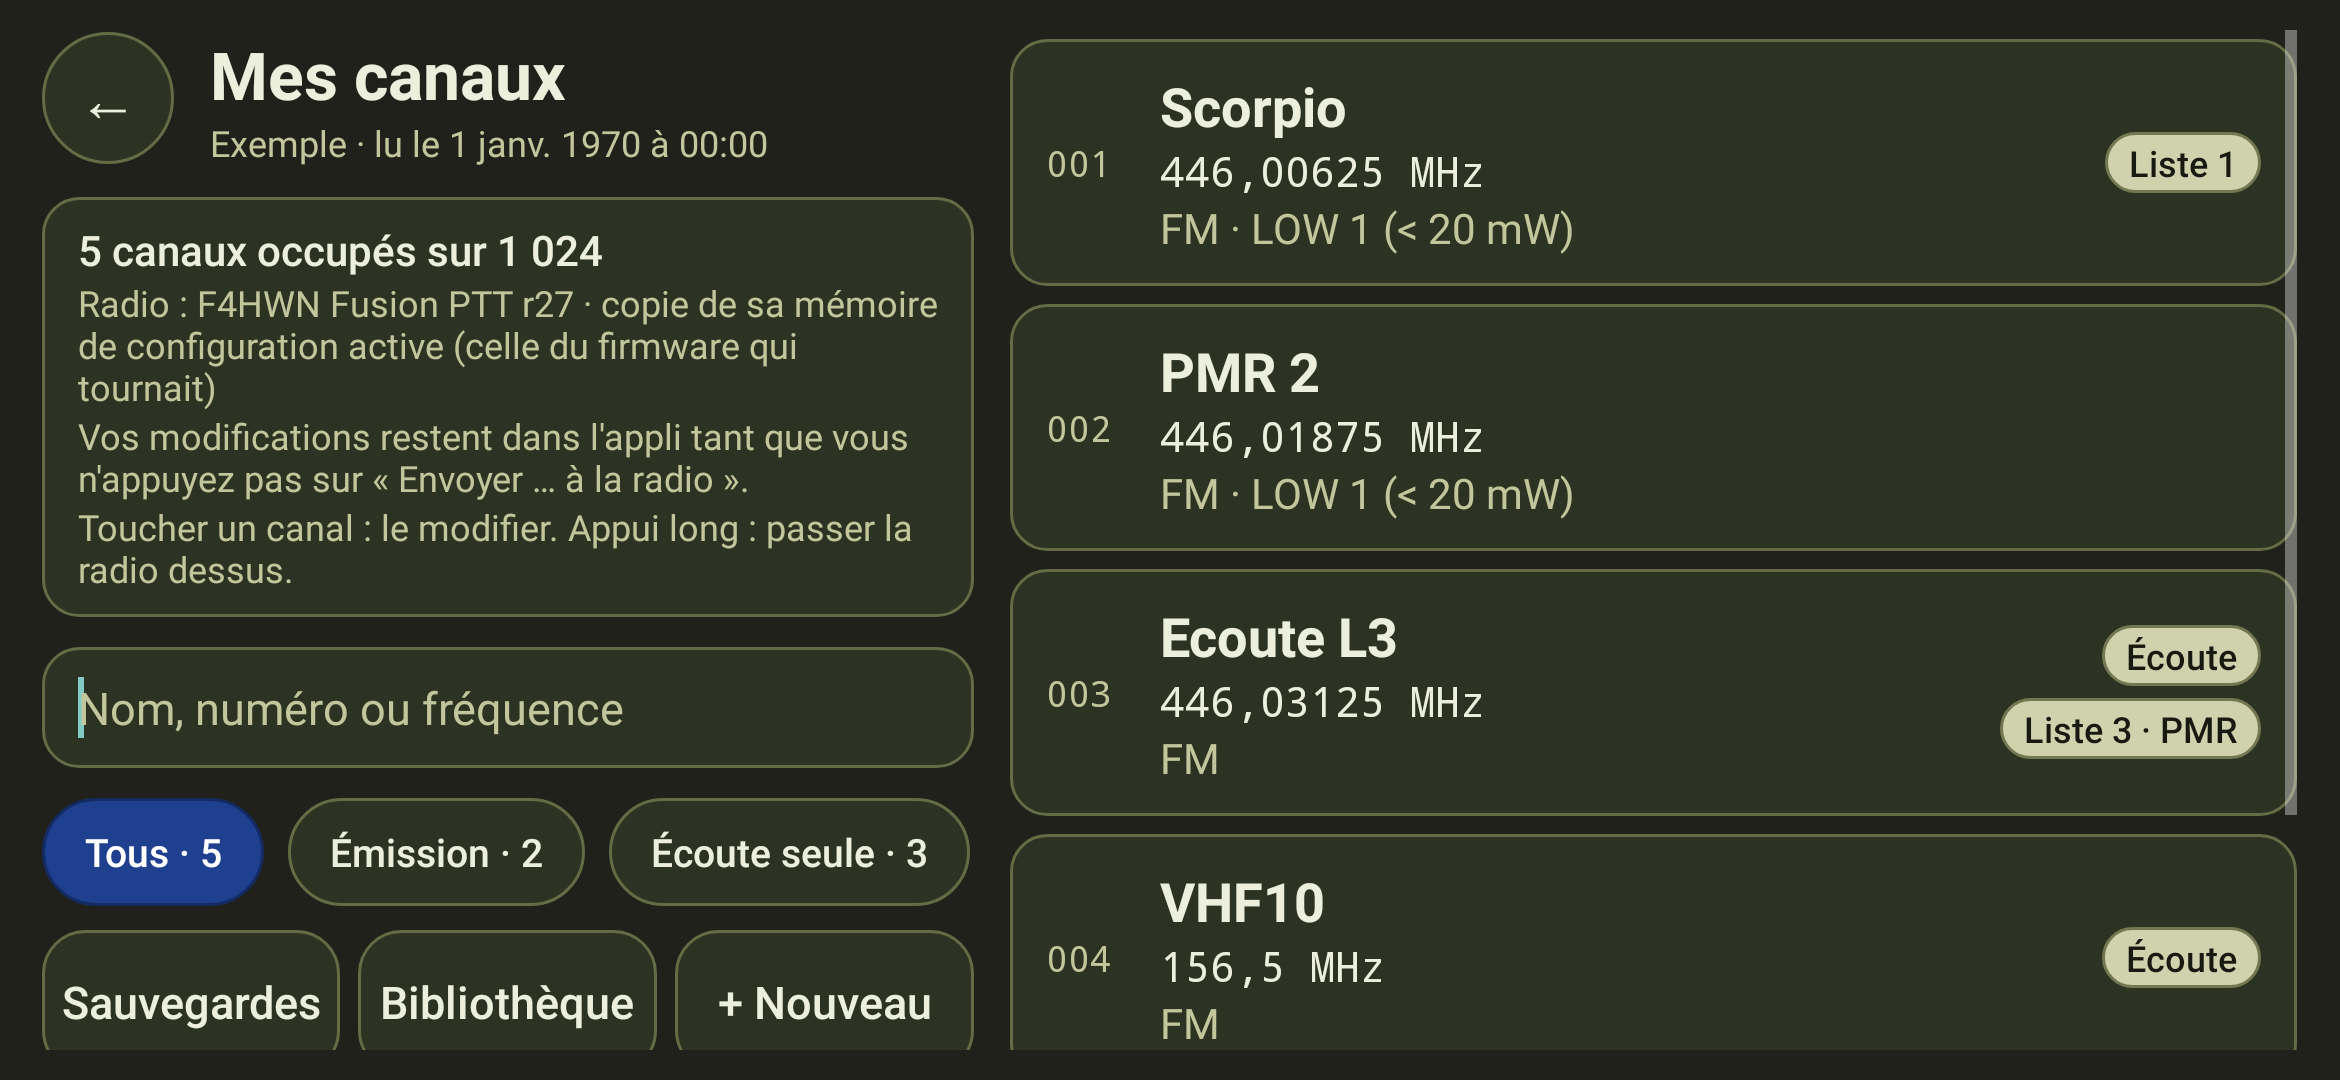 ←
Mes canaux
Exemple · lu le 1 janv. 1970 à 00:00
5 canaux occupés sur 1 024
Radio : F4HWN Fusion PTT r27 · copie de sa mémoire
de configuration active (celle du firmware qui
tournait)
Vos modifications restent dans l'appli tant que vous
n'appuyez pas sur « Envoyer … à la radio ».
Toucher un canal : le modifier. Appui long : passer la
radio dessus.
Nom, numéro ou fréquence
Tous · 5
Émission · 2
Écoute seule · 3
Sauvegardes
Bibliothèque
+ Nouveau
001
Scorpio
446,00625 MHz
FM · LOW 1 (< 20 mW)
Liste 1
002
PMR 2
446,01875 MHz
FM · LOW 1 (< 20 mW)
003
Ecoute L3
446,03125 MHz
FM
Écoute
Liste 3 · PMR
004
VHF10
156,5 MHz
FM
Écoute